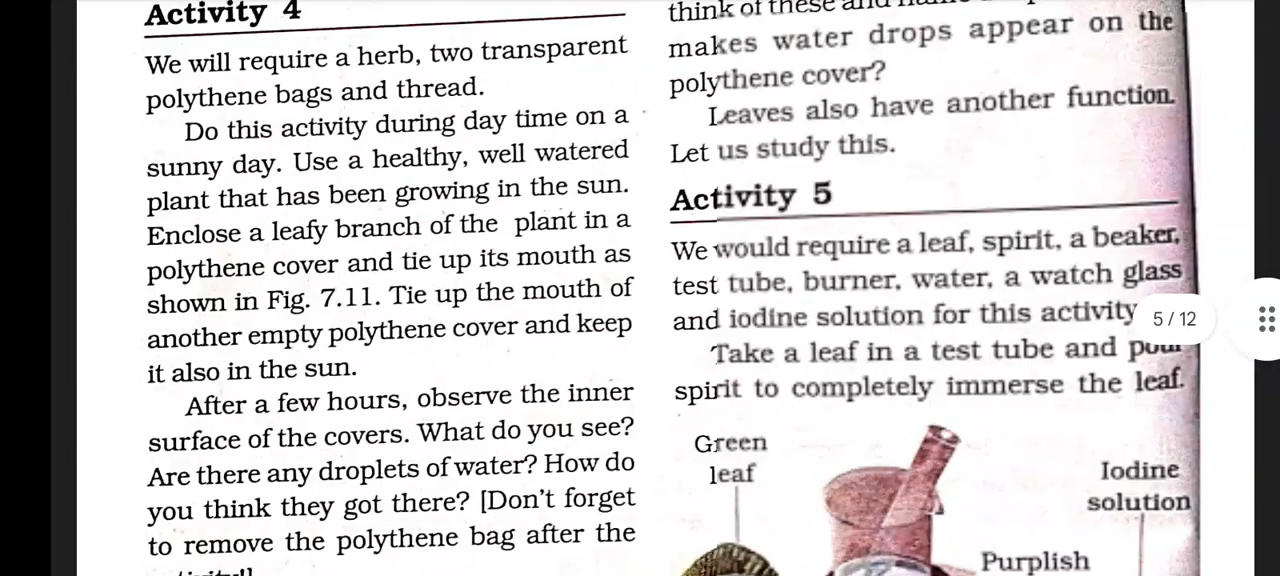 Activity 4
We will require a herb, two transparent
polythene bags and thread.
Do this activity during day time on a
sunny day. Use a healthy, well watered
plant that has been growing in the sun.
Enclose a leafy branch of the plant in a
polythene cover and tie up its mouth as
shown in Fig. 7.11. Tie up the mouth of
another empty polythene cover and keep
it also in the sun.
After a few hours, observe the inner
surface of the covers. What do you see?
Are there any droplets of water? How do
you think they got there? [Don't forget
to remove the polythene bag after the
think of these and
makes water drops appear on the
polythene cover?
Leaves also have another function.
Let us study this.
Activity 5
We would require a leaf, spirit, a beaker,
test tube, burner, water, a watch glass
and iodine solution for this activity
Take a leaf in a test tube and pour
spirit to completely immerse the leaf.
Green
leaf
Iodine
solution
Purplish
5 / 12